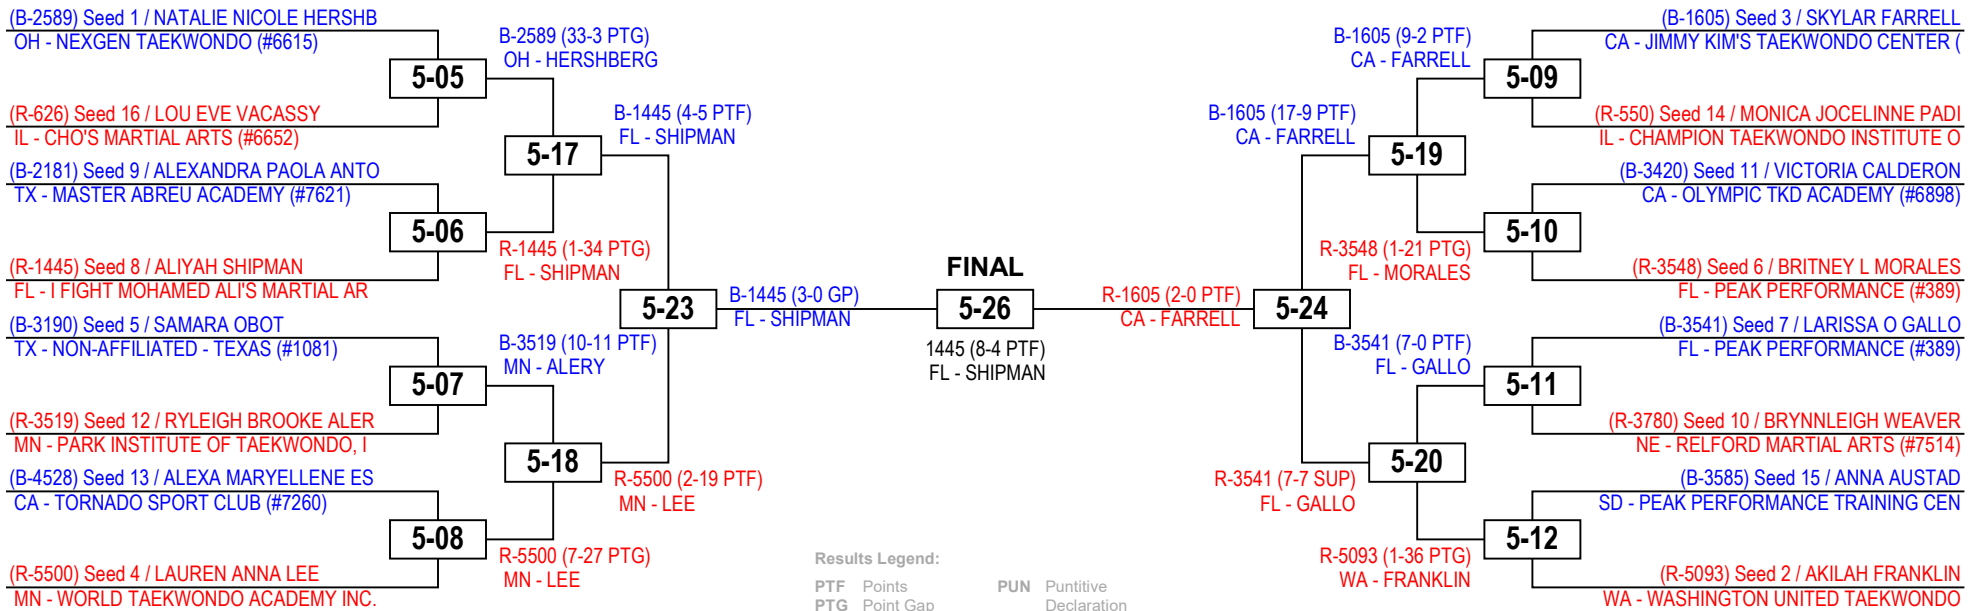 (B-2589) Seed 1 / NATALIE NICOLE HERSHB
OH - NEXGEN TAEKWONDO (#6615)
5-05
(R-626) Seed 16 / LOU EVE VACASSY
IL - CHO'S MARTIAL ARTS (#6652)
(B-2181) Seed 9 / ALEXANDRA PAOLA ANTO
TX - MASTER ABREU ACADEMY (#7621)
5-06
(R-1445) Seed 8 / ALIYAH SHIPMAN
FL - I FIGHT MOHAMED ALI'S MARTIAL AR
(B-3190) Seed 5 / SAMARA OBOT
TX - NON-AFFILIATED - TEXAS (#1081)
5-07
(R-3519) Seed 12 / RYLEIGH BROOKE ALER
MN - PARK INSTITUTE OF TAEKWONDO, I
(B-4528) Seed 13 / ALEXA MARYELLENE ES
CA - TORNADO SPORT CLUB (#7260)
5-08
(R-5500) Seed 4 / LAUREN ANNA LEE
MN - WORLD TAEKWONDO ACADEMY INC.
B-2589 (33-3 PTG)
OH - HERSHBERG
5-17
R-1445 (1-34 PTG)
FL - SHIPMAN
B-3519 (10-11 PTF)
MN - ALERY
5-18
R-5500 (7-27 PTG)
MN - LEE
B-1445 (4-5 PTF)
FL - SHIPMAN
5-23
R-5500 (2-19 PTF)
MN - LEE
B-1445 (3-0 GP)
FL - SHIPMAN
FINAL
5-26
1445 (8-4 PTF)
FL - SHIPMAN
R-1605 (2-0 PTF)
CA - FARRELL
B-1605 (17-9 PTF)
CA - FARRELL
5-24
R-3541 (7-7 SUP)
FL - GALLO
B-1605 (9-2 PTF)
CA - FARRELL
5-19
R-3548 (1-21 PTG)
FL - MORALES
B-3541 (7-0 PTF)
FL - GALLO
5-20
R-5093 (1-36 PTG)
WA - FRANKLIN
(B-1605) Seed 3 / SKYLAR FARRELL
CA - JIMMY KIM'S TAEKWONDO CENTER (
5-09
(R-550) Seed 14 / MONICA JOCELINNE PADI
IL - CHAMPION TAEKWONDO INSTITUTE O
(B-3420) Seed 11 / VICTORIA CALDERON
CA - OLYMPIC TKD ACADEMY (#6898)
5-10
(R-3548) Seed 6 / BRITNEY L MORALES
FL - PEAK PERFORMANCE (#389)
(B-3541) Seed 7 / LARISSA O GALLO
FL - PEAK PERFORMANCE (#389)
5-11
(R-3780) Seed 10 / BRYNNLEIGH WEAVER
NE - RELFORD MARTIAL ARTS (#7514)
(B-3585) Seed 15 / ANNA AUSTAD
SD - PEAK PERFORMANCE TRAINING CEN
5-12
(R-5093) Seed 2 / AKILAH FRANKLIN
WA - WASHINGTON UNITED TAEKWONDO
Results Legend:
PTF Points
PTG Point Gap
PUN Puntitive
Declaration